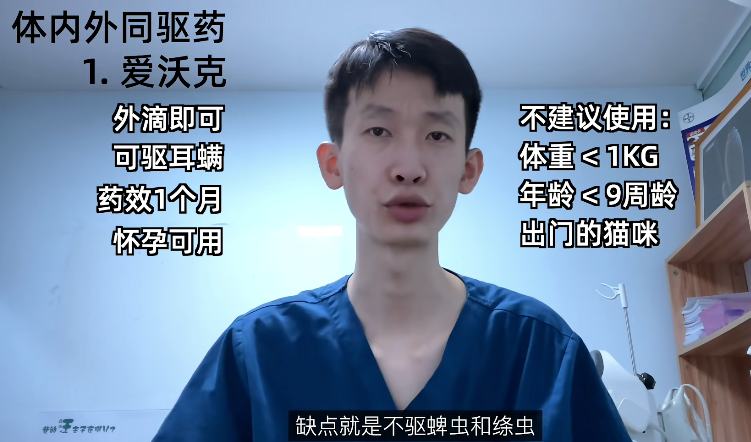 体内外同驱药
1. 爱沃克
外滴即可
可驱耳螨
药效1个月
怀孕可用
不建议使用：
体重＜1KG
年龄＜9周龄
出门的猫咪
缺点就是不驱蜱虫和绦虫